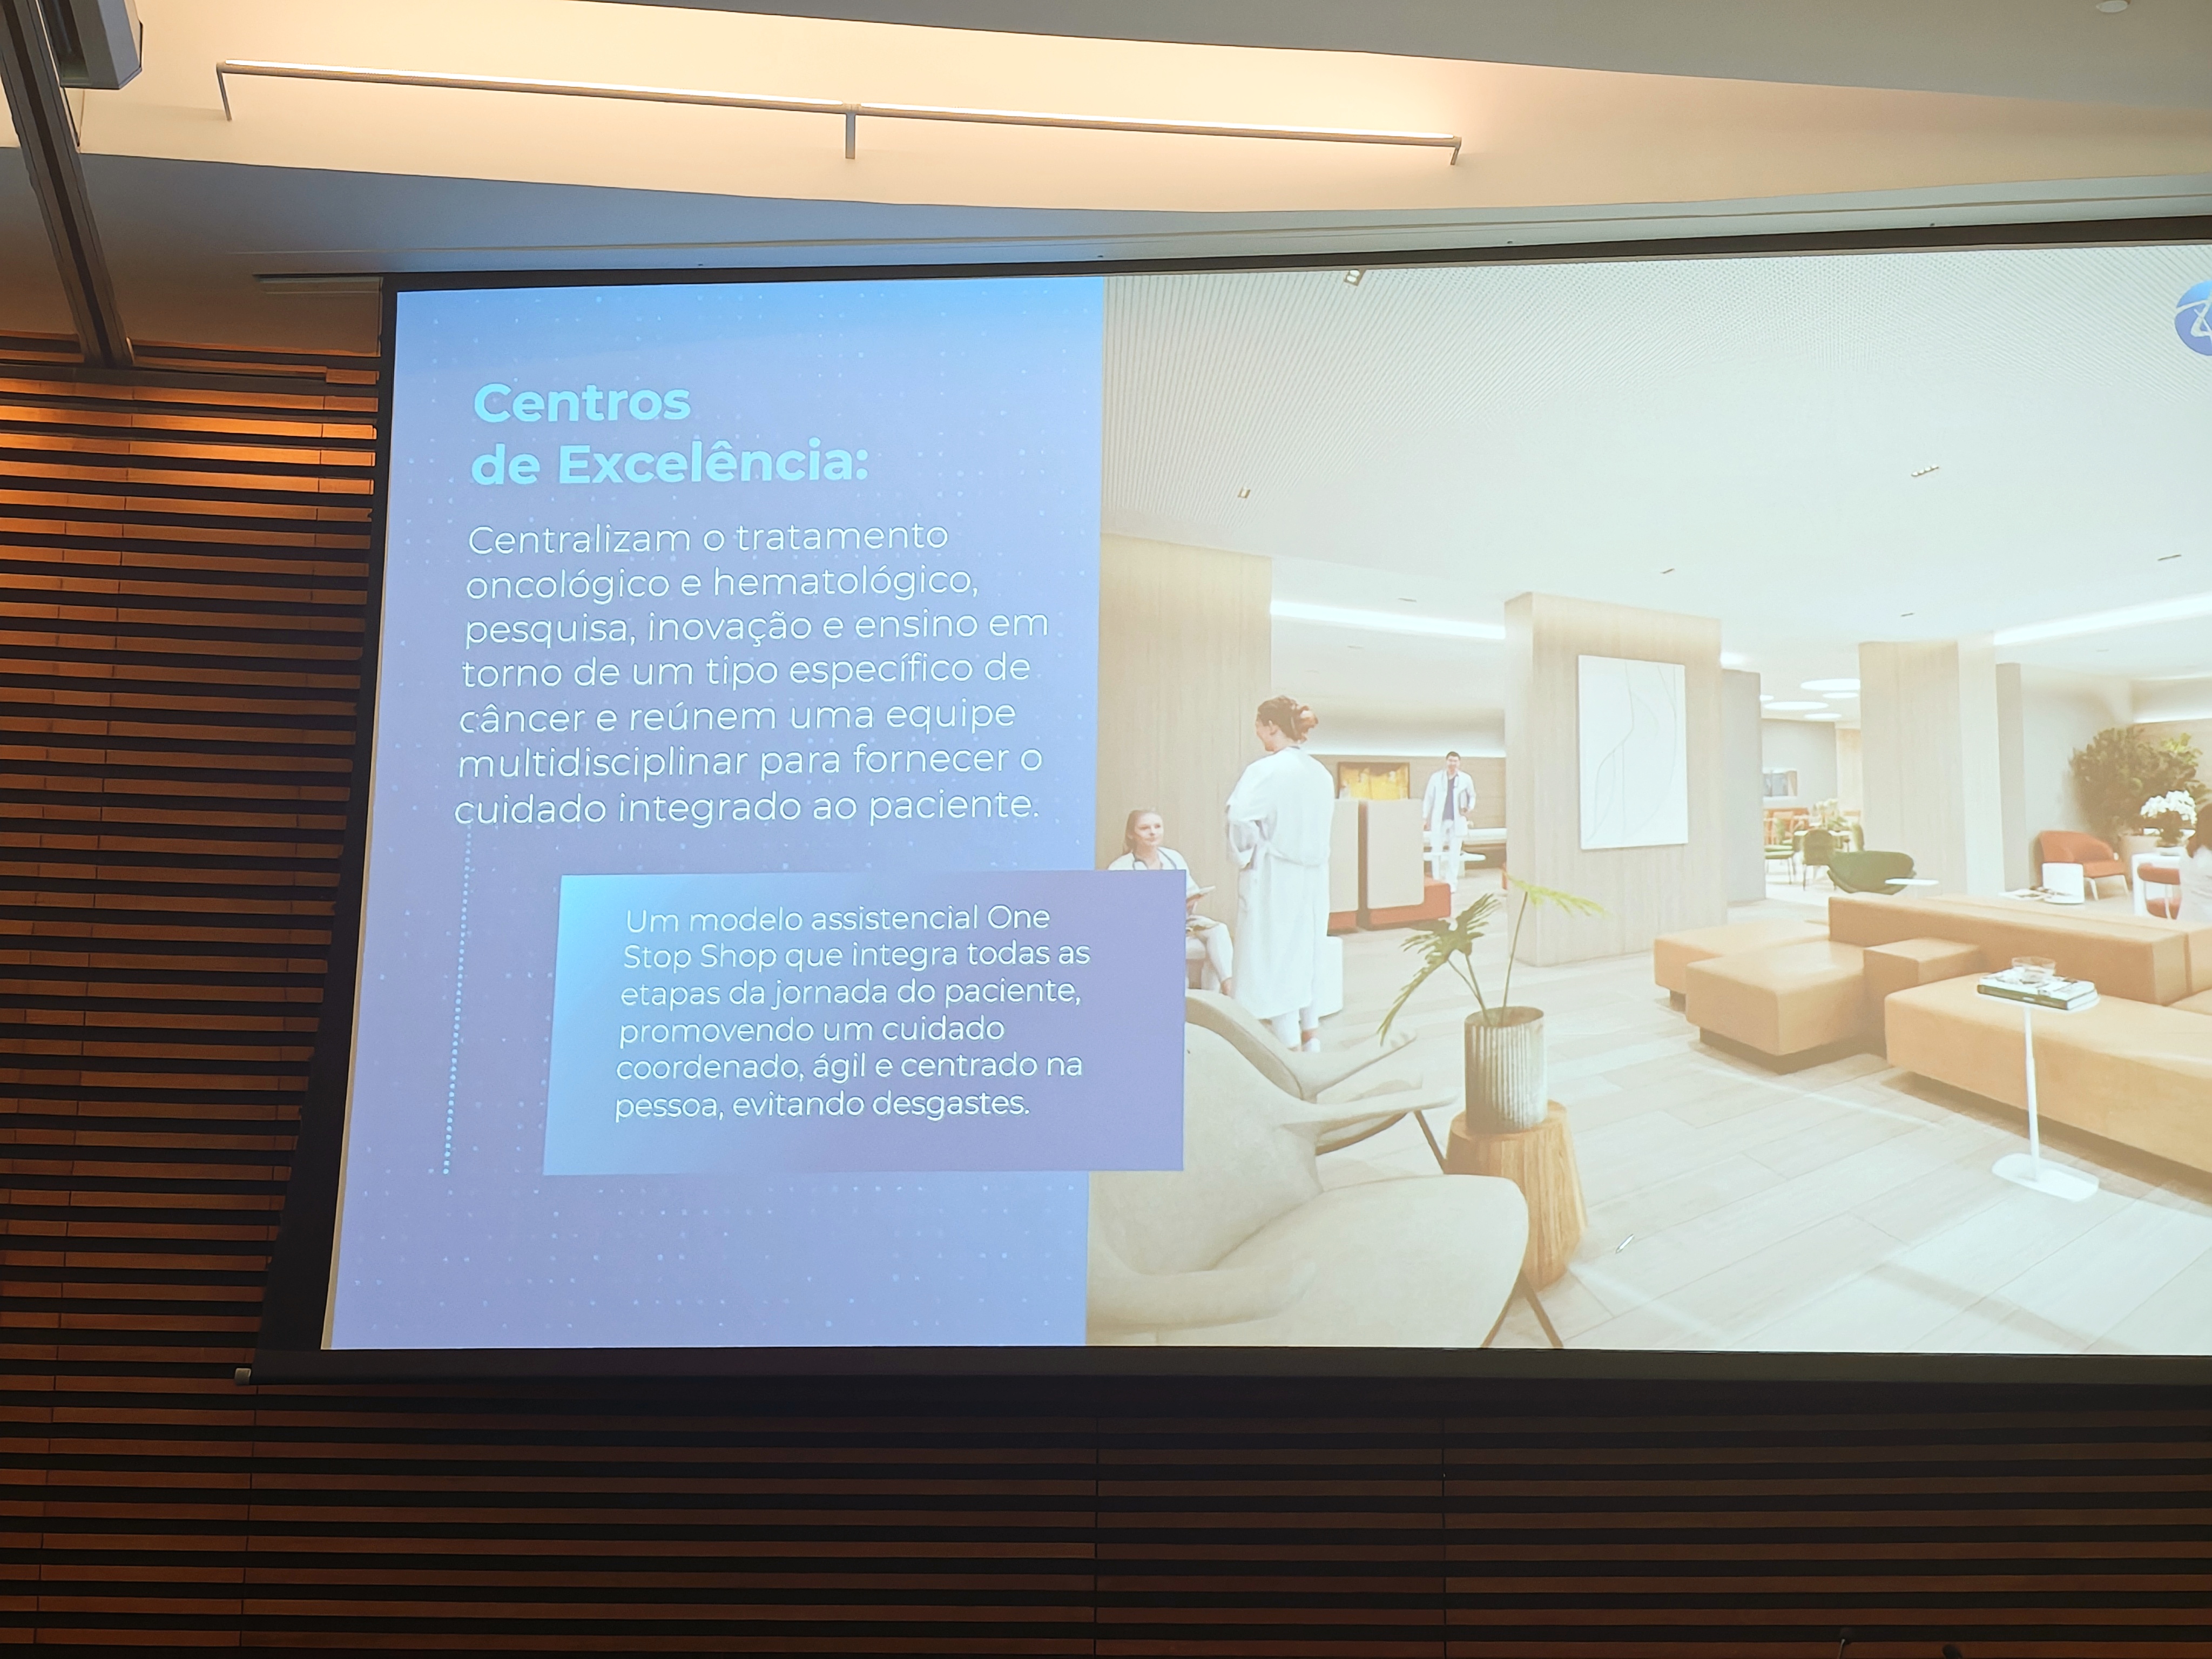 Centros
de Excelência:
Centralizam o tratamento
oncológico e hematológico,
pesquisa, inovação e ensino em
torno de um tipo específico de
câncer e reúnem uma equipe
multidisciplinar para fornecer o
cuidado integrado ao paciente.
Um modelo assistencial One
Stop Shop que integra todas as
etapas da jornada do paciente,
promovendo um cuidado
coordenado, ágil e centrado na
pessoa, evitando desgastes.